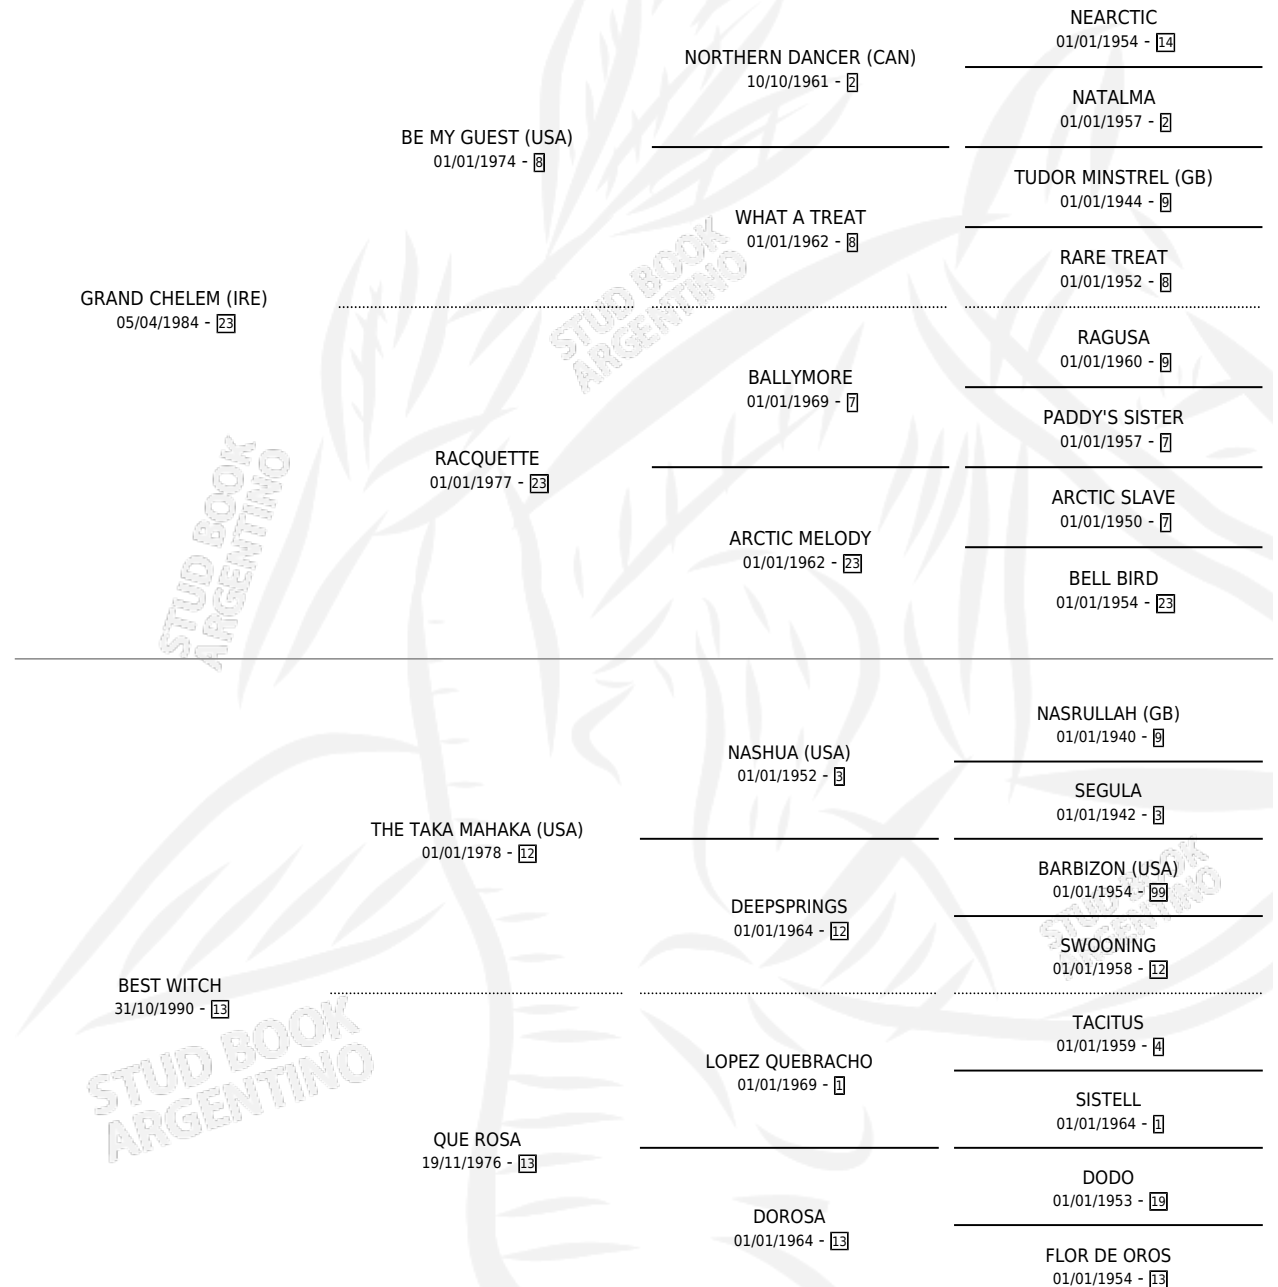 NEARCTIC
01/01/1954 - 14
NORTHERN DANCER (CAN)
10/10/1961 - 2
NATALMA
01/01/1957 - 2
BE MY GUEST (USA)
01/01/1974 - 8
TUDOR MINSTREL (GB)
01/01/1944 - 9
WHAT A TREAT
01/01/1962 - 8
RARE TREAT
01/01/1952 - 8
GRAND CHELEM (IRE)
05/04/1984 - 23
STUD BOOK
ARGENTINO
RAGUSA
01/01/1960 - 9
BALLYMORE
01/01/1969 - 7
PADDY'S SISTER
01/01/1957 - 7
RACQUETTE
01/01/1977 - 23
ARCTIC SLAVE
01/01/1950 - 7
ARCTIC MELODY
01/01/1962 - 23
BELL BIRD
01/01/1954 - 23
STUD BOOK
ARGENTINO
NASRULLAH (GB)
01/01/1940 - 9
NASHUA (USA)
01/01/1952 - 3
SEGULA
01/01/1942 - 3
THE TAKA MAHAKA (USA)
01/01/1978 - 12
BARBIZON (USA)
01/01/1954 - 99
DEEPSPRINGS
01/01/1964 - 12
STUD BOOK
ARGENTINO
SWOONING
01/01/1958 - 12
BEST WITCH
31/10/1990 - 13
TACITUS
01/01/1959 - 4
LOPEZ QUEBRACHO
01/01/1969 - 1
STUD BOOK
ARGENTINO
SISTELL
01/01/1964 - 1
QUE ROSA
19/11/1976 - 13
DODO
01/01/1953 - 19
DOROSA
01/01/1964 - 13
FLOR DE OROS
01/01/1954 - 13